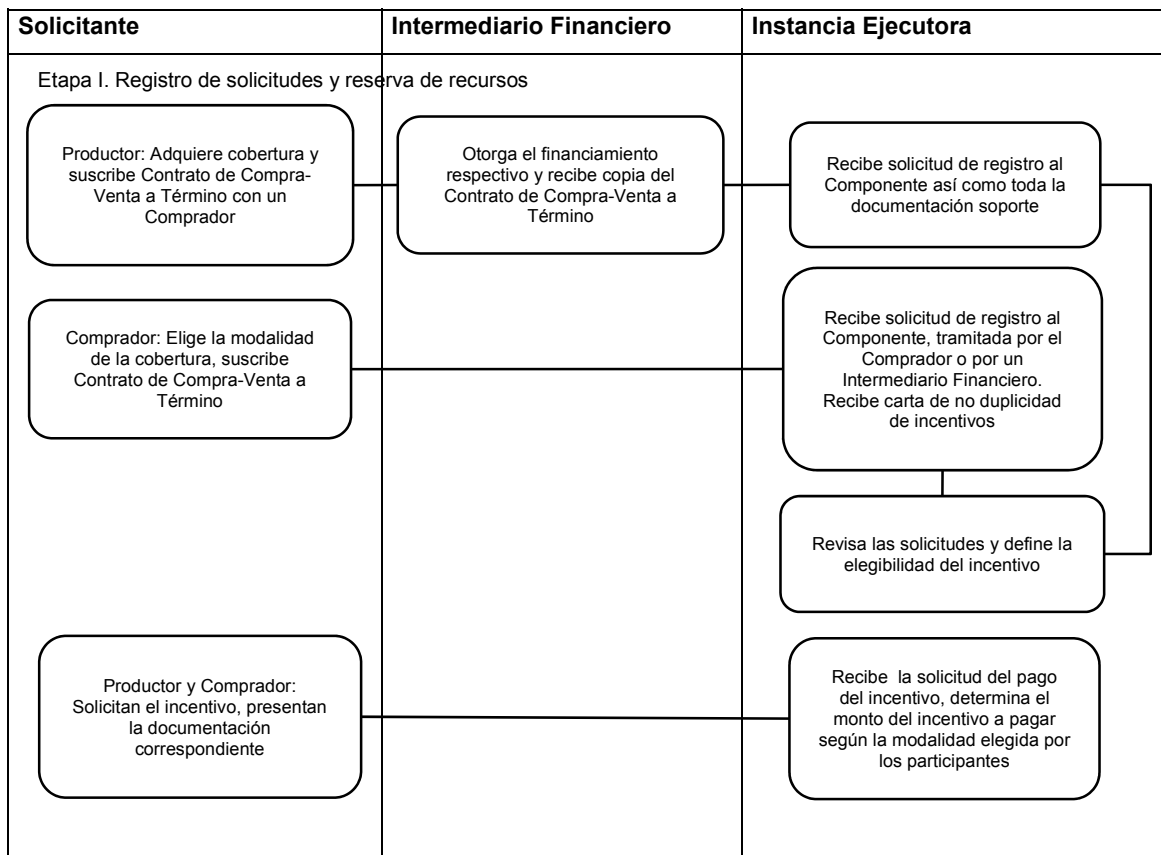 Solicitante
Intermediario Financiero
Instancia Ejecutora
Etapa I. Registro de solicitudes y reserva de recursos
Productor: Adquiere cobertura y
suscribe Contrato de Compra-
Venta a Término con un
Comprador
Otorga el financiamiento
respectivo y recibe copia del
Contrato de Compra-Venta a
Término
Recibe solicitud de registro al
Componente así como toda la
documentación soporte
Comprador: Elige la modalidad
de la cobertura, suscribe
Contrato de Compra-Venta a
Término
Recibe solicitud de registro al
Componente, tramitada por el
Comprador o por un
Intermediario Financiero.
Recibe carta de no duplicidad
de incentivos
Revisa las solicitudes y define la
elegibilidad del incentivo
Productor y Comprador:
Solicitan el incentivo, presentan
la documentación
correspondiente
Recibe la solicitud del pago
del incentivo, determina el
monto del incentivo a pagar
según la modalidad elegida por
los participantes